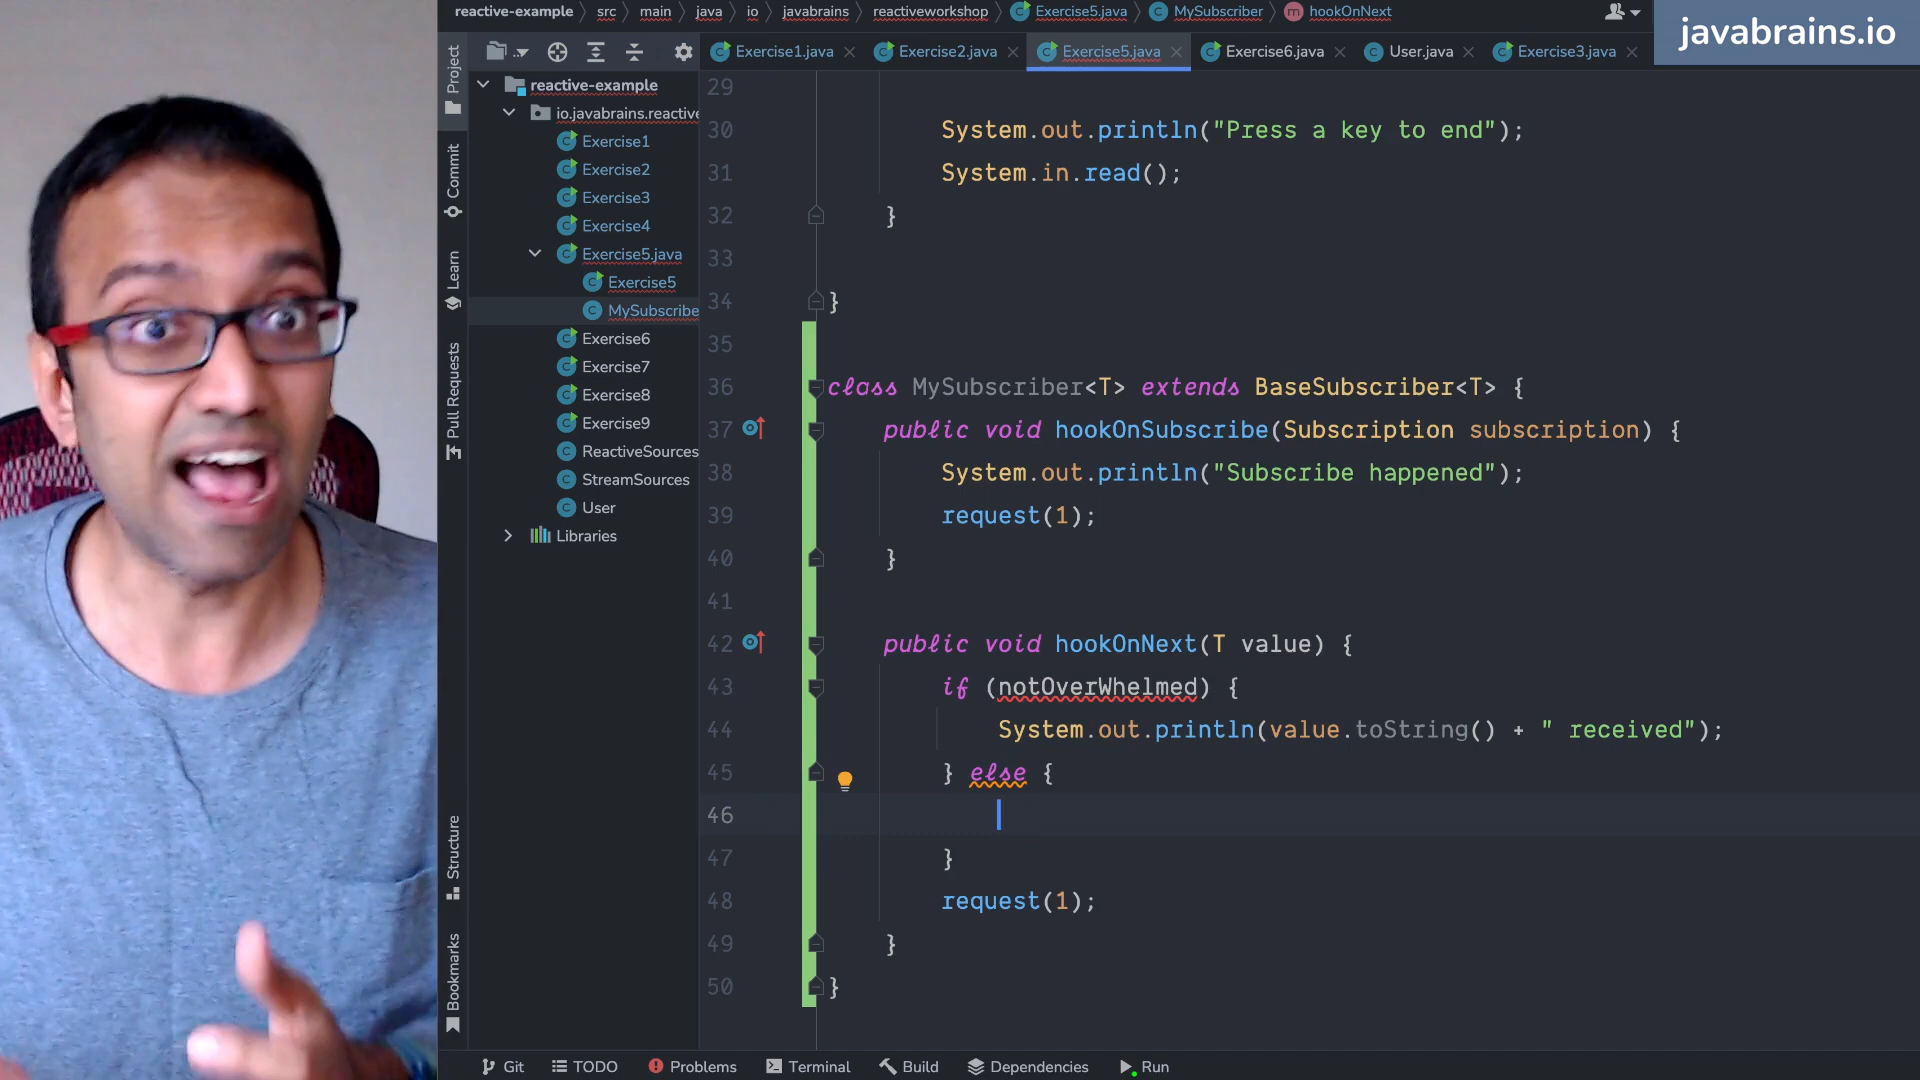 reactive-example 〉 src 〉 main 〉 java 〉 io 〉 javabrains 〉 reactiveworkshop 〉 Exercise5.java 〉 MySubscriber 〉 hookOnNext
javabrains.io
Exercise1.java Exercise2.java Exercise5.java Exercise6.java User.java Exercise3.java
Project
Commit
Learn
Pull Requests
Structure
Bookmarks
reactive-example
io.javabrains.reactive
Exercise1
Exercise2
Exercise3
Exercise4
Exercise5.java
Exercise5
MySubscribe
Exercise6
Exercise7
Exercise8
Exercise9
ReactiveSources
StreamSources
User
Libraries
29
30 System.out.println("Press a key to end");
31 System.in.read();
32 }
33
34 }
35
36 class MySubscriber<T> extends BaseSubscriber<T> {
37 public void hookOnSubscribe(Subscription subscription) {
38 System.out.println("Subscribe happened");
39 request(1);
40 }
41
42 public void hookOnNext(T value) {
43 if (notOverWhelmed) {
44 System.out.println(value.toString() + " received");
45 } else {
46
47 }
48 request(1);
49 }
50 }
Git TODO Problems Terminal Build Dependencies Run